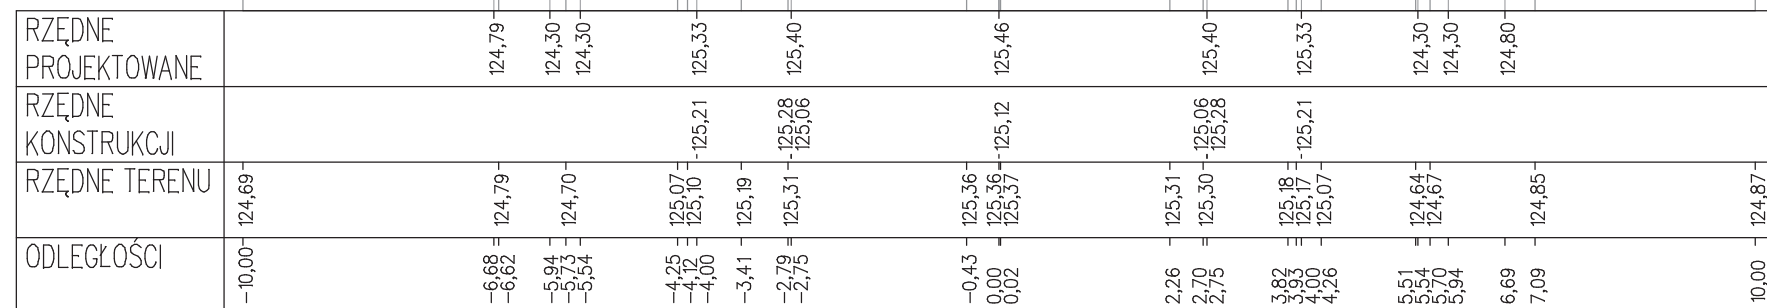 RZĘDNE
PROJEKTOWANE
124,79 124,30 124,30 125,33 125,40 125,46 125,40 125,33 124,30 124,30 124,80
RZĘDNE
KONSTRUKCJI
125,21 125,28 125,06 125,12 125,06 125,28 125,21
RZĘDNE TERENU
124,69 124,79 124,70 125,07 125,10 125,19 125,31 125,36 125,36 125,37 125,31 125,30 125,18 125,17 125,07 124,64 124,67 124,85 124,87
ODLEGŁOŚCI
-10,00 -6,68 -6,62 -5,94 -5,73 -5,54 -4,25 -4,12 -4,00 -3,41 -2,79 -2,75 -0,43 0,00 0,02 2,26 2,70 2,75 3,82 3,93 4,00 4,26 5,51 5,54 5,70 5,94 6,69 7,09 10,00